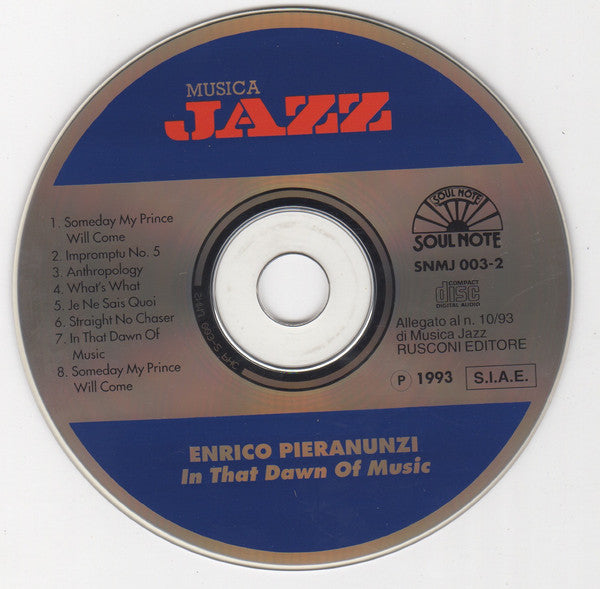 MUSICA
JAZZ
1. Someday My Prince
Will Come
2. Impromptu No. 5
3. Anthropology
4. What's What
5. Je Ne Sais Quoi
6. Straight No Chaser
7. In That Dawn Of
Music
8. Someday My Prince
Will Come
SOUL NOTE
SOUL NOTE
SNMJ 003-2
COMPACT
disc
DIGITAL AUDIO
Allegato al n. 10/93
di Musica Jazz
RUSCONI EDITORE
P 1993 S.I.A.E.
ENRICO PIERANUNZI
In That Dawn Of Music